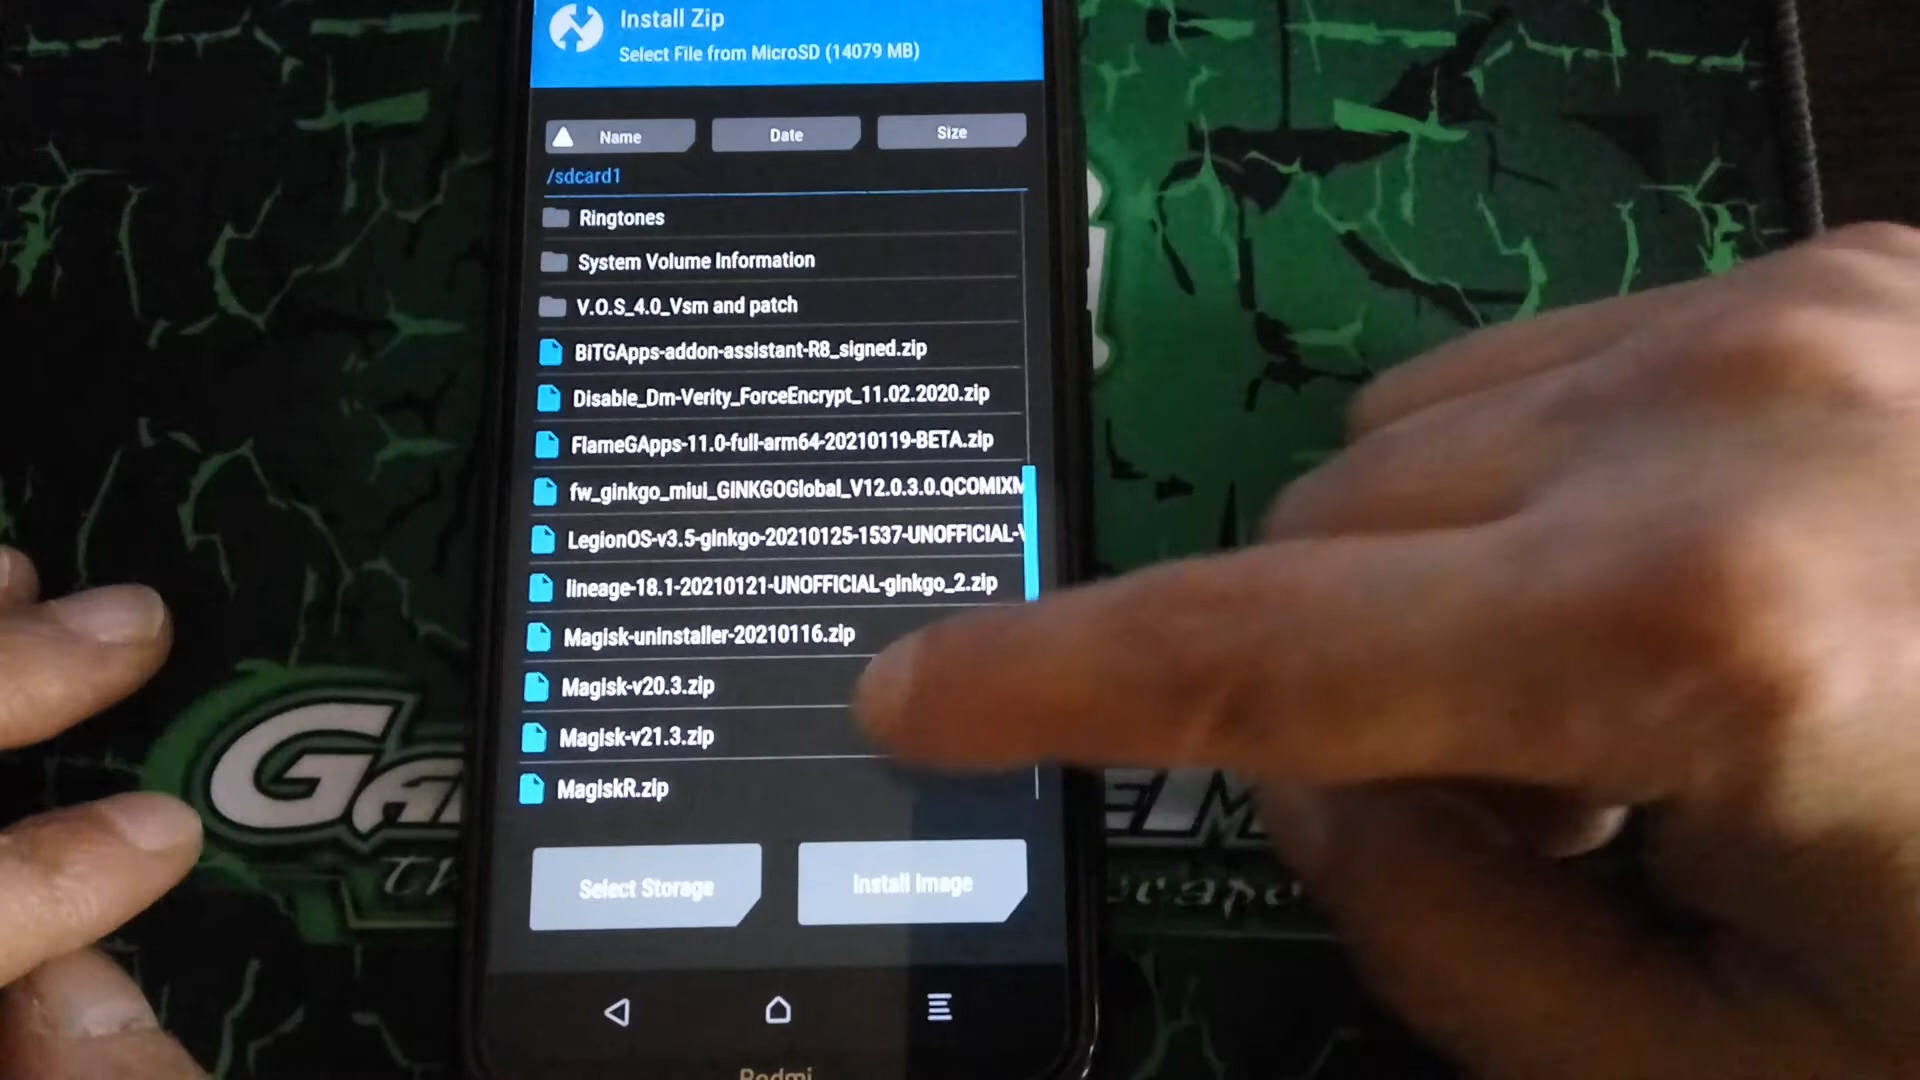 Install Zip
Select File from MicroSD (14079 MB)
Name Date Size
/sdcard1
Ringtones
System Volume Information
V.O.S_4.0_Vsm and patch
BiTGApps-addon-assistant-R8_signed.zip
Disable_Dm-Verity_ForceEncrypt_11.02.2020.zip
FlameGApps-11.0-full-arm64-20210119-BETA.zip
fw_ginkgo_miui_GINKGOGlobal_V12.0.3.0.QCOMIXM
LegionOS-v3.5-ginkgo-20210125-1537-UNOFFICIAL-V
lineage-18.1-20210121-UNOFFICIAL-ginkgo_2.zip
Magisk-uninstaller-20210116.zip
Magisk-v20.3.zip
Magisk-v21.3.zip
MagiskR.zip
Select Storage Install Image
Redmi